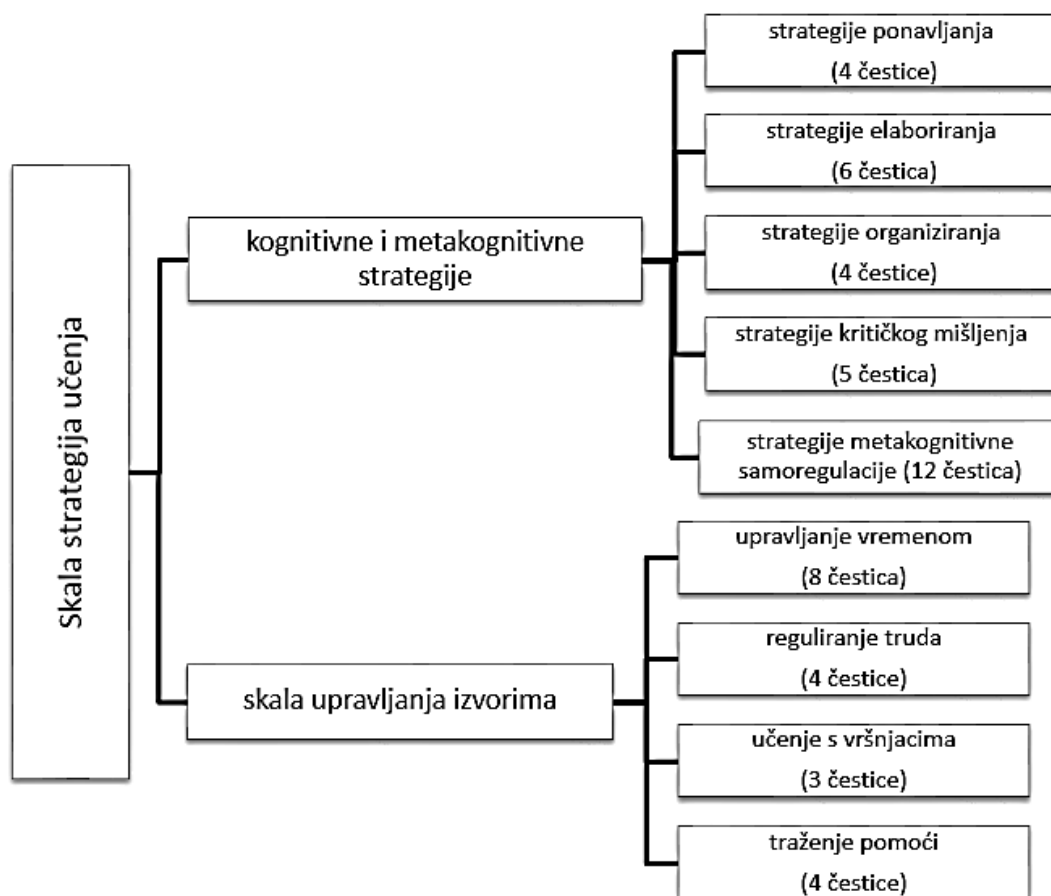 Skala strategija učenja
kognitivne i metakognitivne
strategije
strategije ponavljanja
(4 čestice)
strategije elaboriranja
(6 čestica)
strategije organiziranja
(4 čestice)
strategije kritičkog mišljenja
(5 čestica)
strategije metakognitivne
samoregulacije (12 čestica)
skala upravljanja izvorima
upravljanje vremenom
(8 čestica)
reguliranje truda
(4 čestice)
učenje s vršnjacima
(3 čestice)
traženje pomoći
(4 čestice)